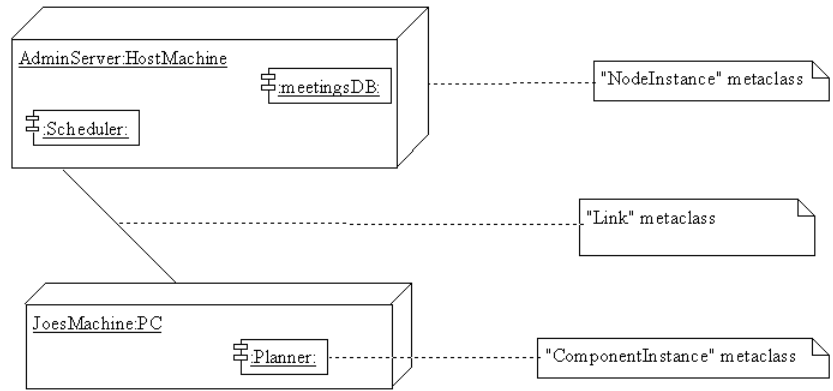 AdminServer:HostMachine
:meetingsDB:
:Scheduler:
"NodeInstance" metaclass
"Link" metaclass
JoesMachine:PC
:Planner:
"ComponentInstance" metaclass